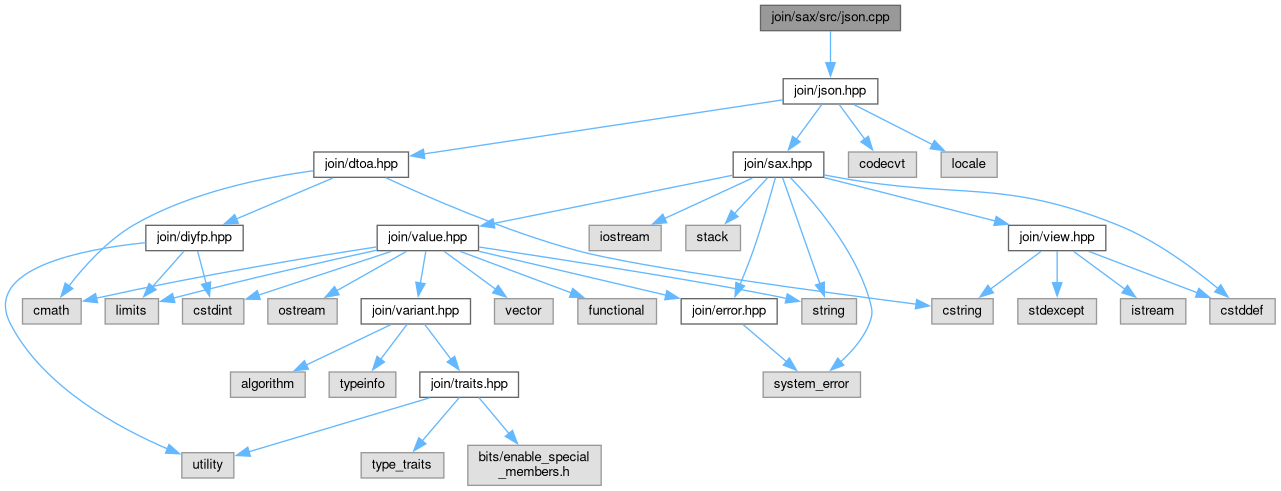 join/sax/src/json.cpp
join/json.hpp
join/dtoa.hpp
join/sax.hpp
codecvt
locale
join/diyfp.hpp
join/value.hpp
iostream
stack
join/view.hpp
cmath
limits
cstdint
ostream
join/variant.hpp
vector
functional
join/error.hpp
string
cstring
stdexcept
istream
cstddef
algorithm
typeinfo
join/traits.hpp
system_error
utility
type_traits
bits/enable_special
_members.h